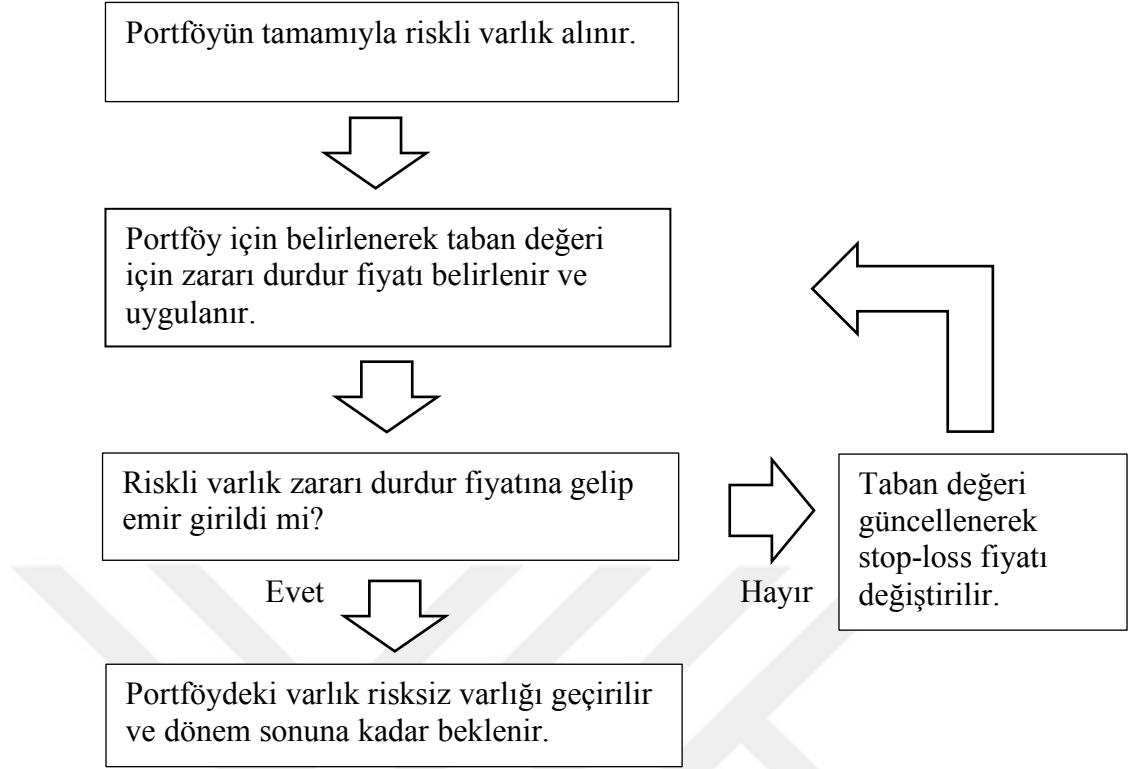 Portföyün tamamıyla riskli varlık alınır.
Portföy için belirlenerek taban değeri
için zararı durdur fiyatı belirlenir ve
uygulanır.
Riskli varlık zararı durdur fiyatına gelip
emir girildi mi?
Taban değeri
güncellenerek
stop-loss fiyatı
değiştirilir.
Evet
Hayır
Portföydeki varlık risksiz varlığı geçirilir
ve dönem sonuna kadar beklenir.